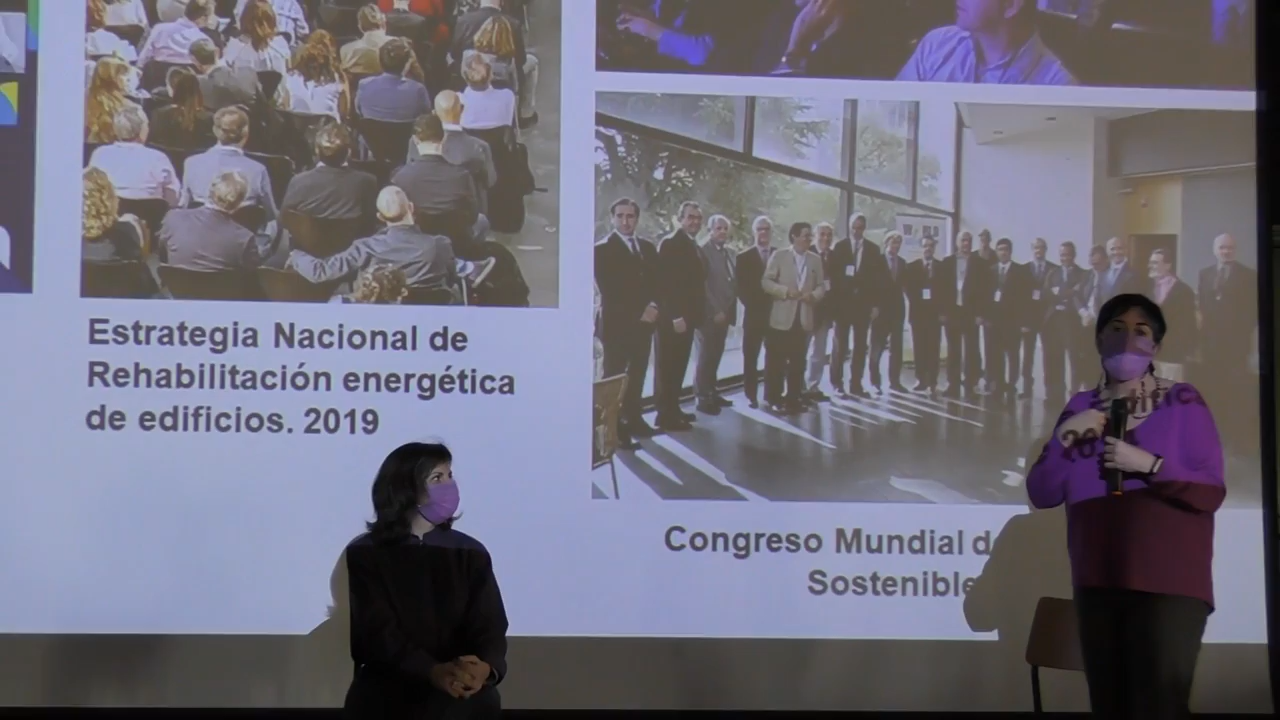 Estrategia Nacional de
Rehabilitación energética
de edificios. 2019
Congreso Mundial d
Sostenible